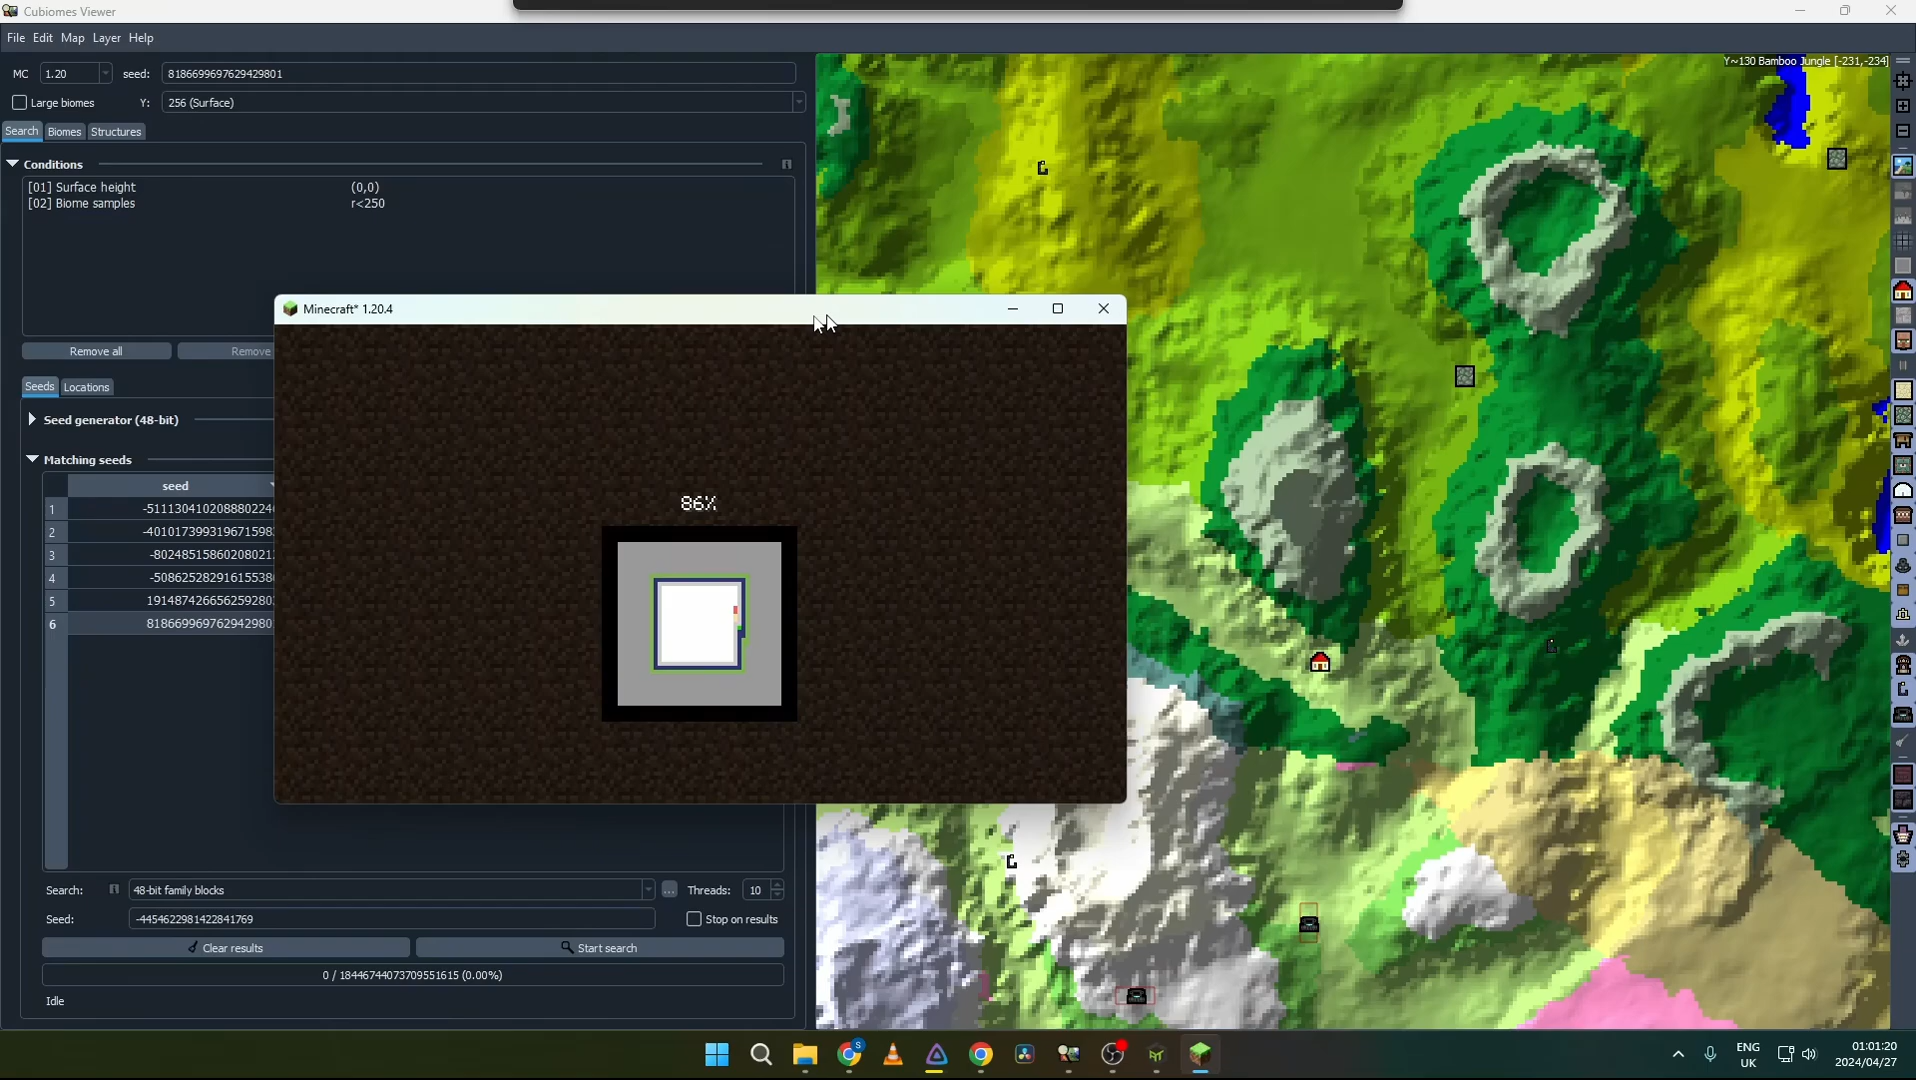 Cubiomes Viewer
File Edit Map Layer Help
MC 1.20 seed: 8186699697629429801
Large biomes Y: 256 (Surface)
Search Biomes Structures
Conditions
[01] Surface height (0,0)
[02] Biome samples r<250
Remove all Remove
Seeds Locations
Seed generator (48-bit)
Matching seeds
seed
1
2
3
4
5
6
Search: 48-bit family blocks Threads: 10
Seed: -4454622981422841769 Stop on results
Clear results Start search
0 / 18446744073709551615 (0.00%)
Idle
Minecraft* 1.20.4
86%
Y~130 Bamboo Jungle [-231,-234]
ENG
UK
01:01:20
2024/04/27